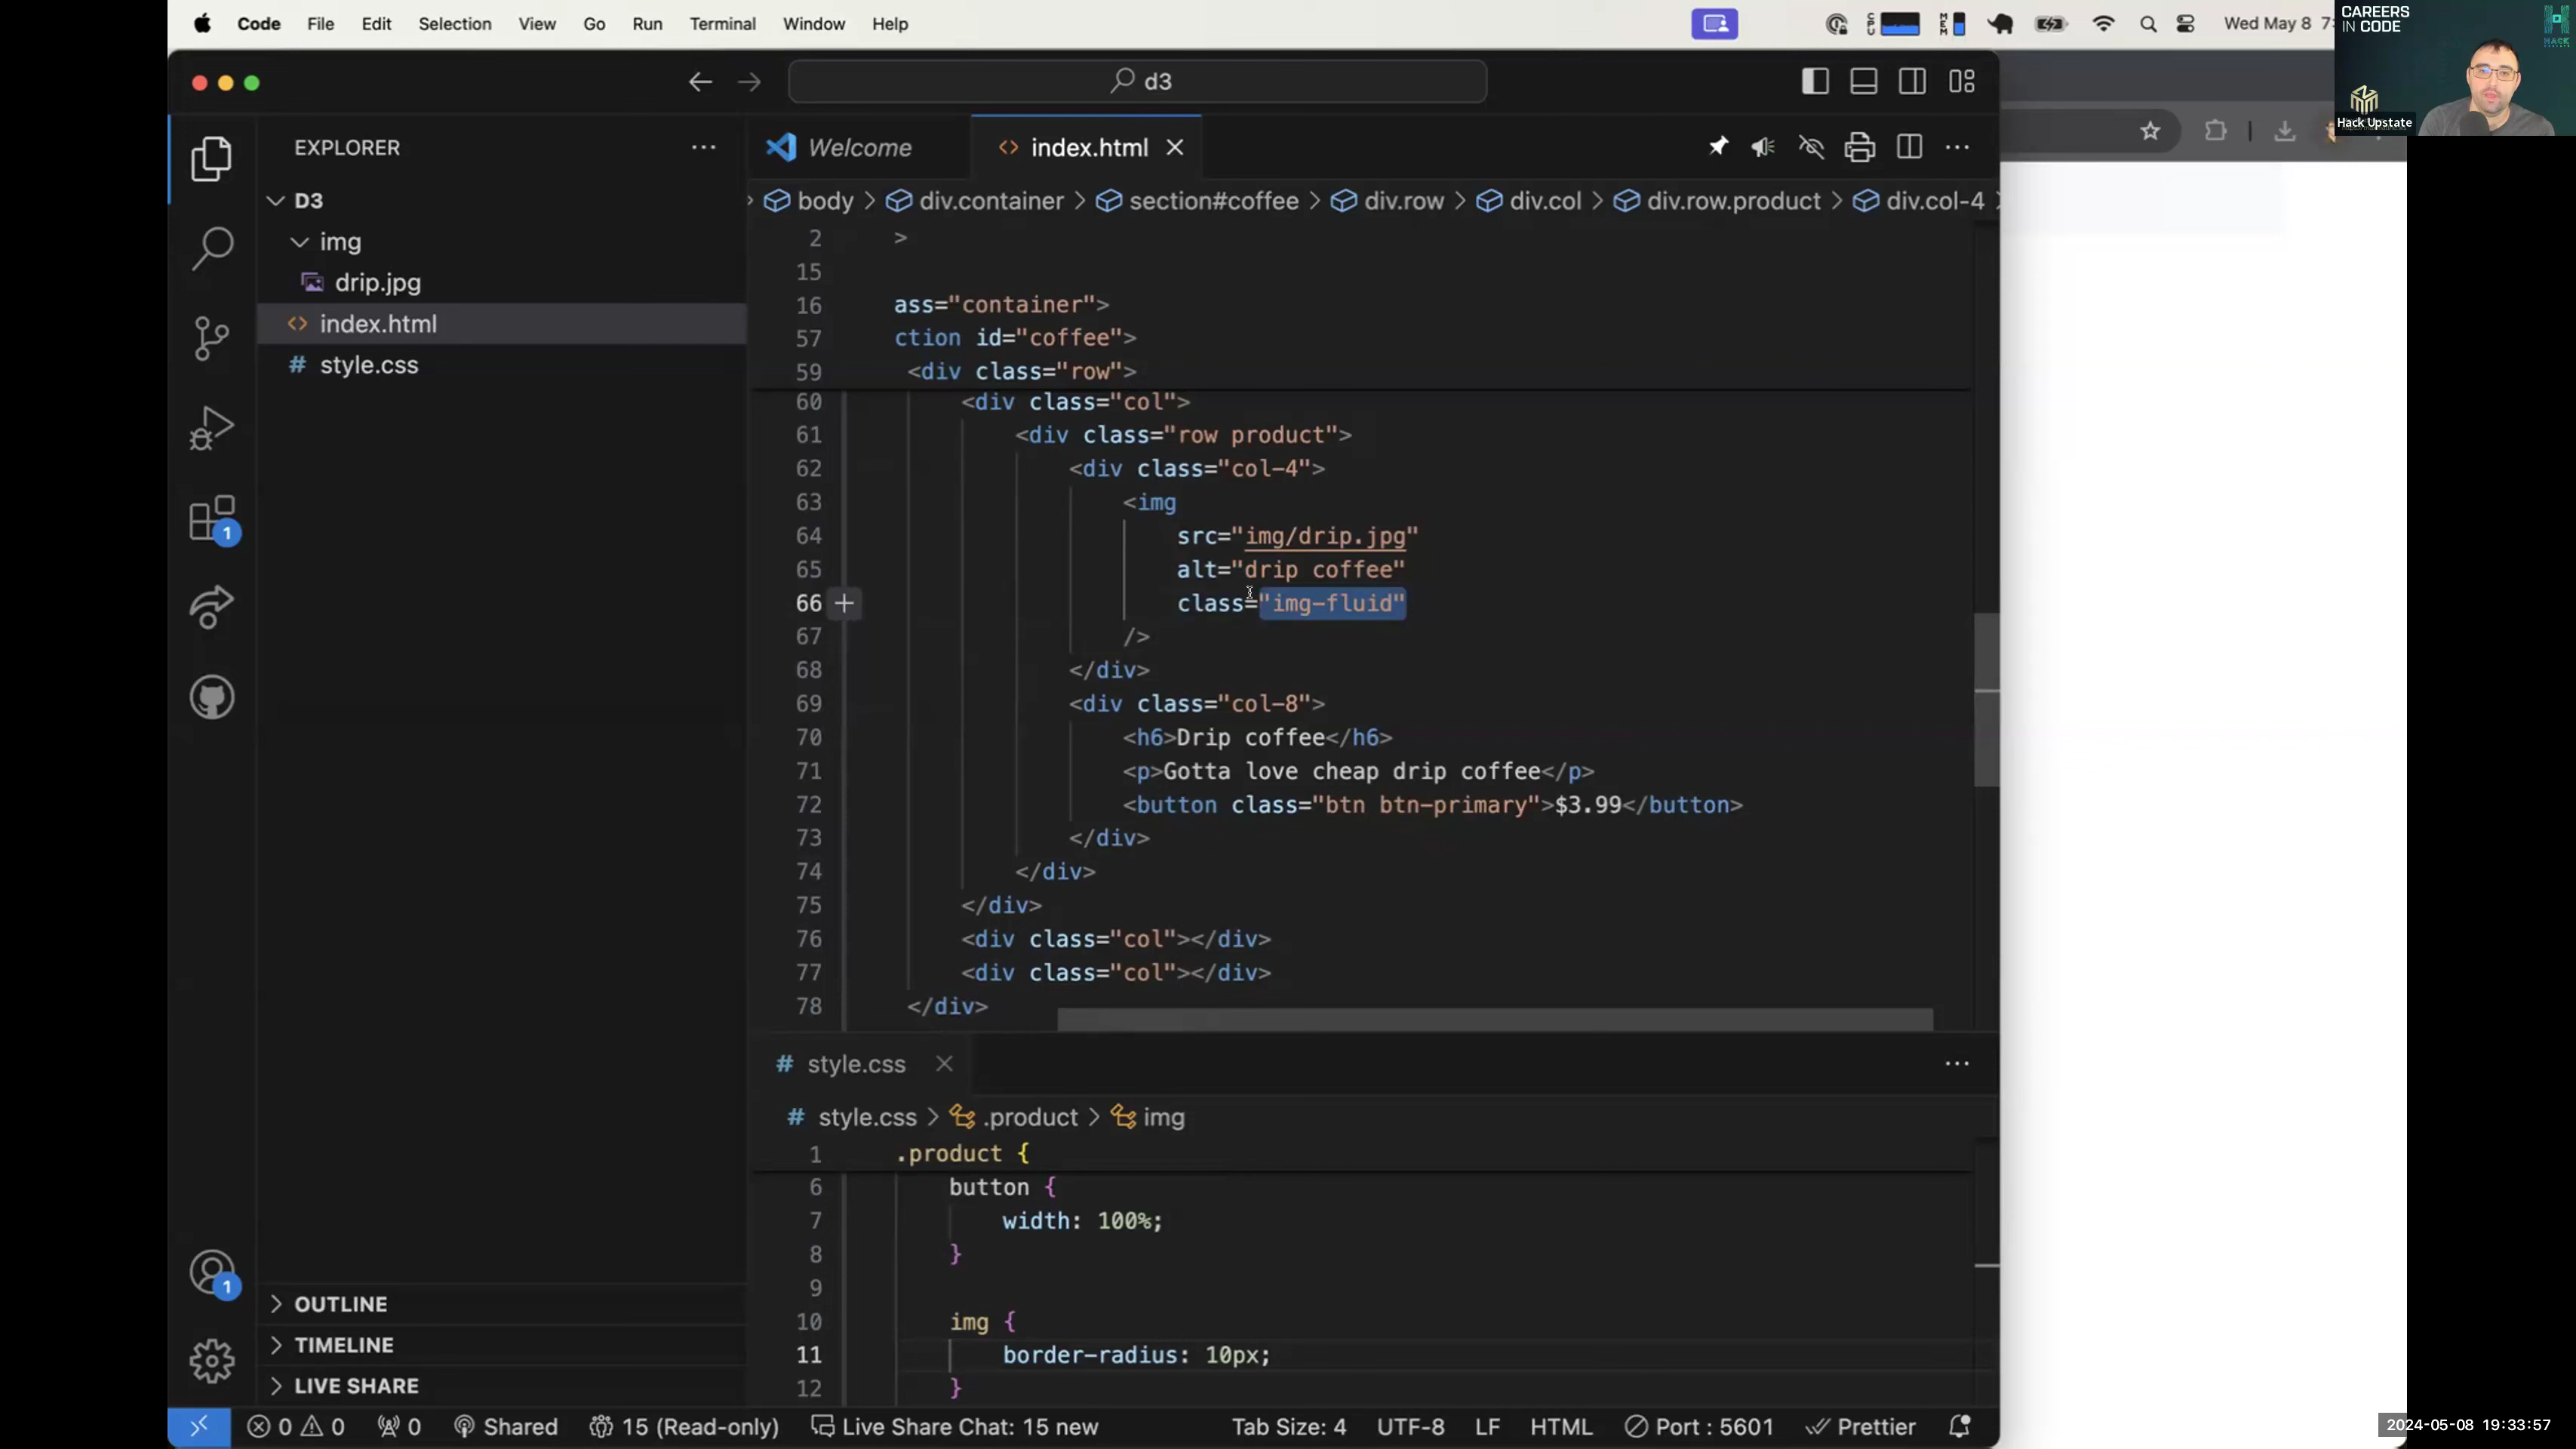 Code File Edit Selection View Go Run Terminal Window Help
CPU MEM Wed May 8 7:
CAREERS
IN CODE
HACK
Hack Upstate
d3
EXPLORER
Welcome index.html
body > div.container > section#coffee > div.row > div.col > div.row.product > div.col-4 >
D3
img
drip.jpg
index.html
style.css
1
1
2 >
15
16 ass="container">
57 ction id="coffee">
59 <div class="row">
60 <div class="col">
61 <div class="row product">
62 <div class="col-4">
63 <img
64 src="img/drip.jpg"
65 alt="drip coffee"
66 class="img-fluid"
67 />
68 </div>
69 <div class="col-8">
70 <h6>Drip coffee</h6>
71 <p>Gotta love cheap drip coffee</p>
72 <button class="btn btn-primary">$3.99</button>
73 </div>
74 </div>
75 </div>
76 <div class="col"></div>
77 <div class="col"></div>
78 </div>
# style.css
# style.css > .product > img
1 .product {
6 button {
7 width: 100%;
8 }
9
10 img {
11 border-radius: 10px;
12 }
OUTLINE
TIMELINE
LIVE SHARE
0 0 0 Shared 15 (Read-only) Live Share Chat: 15 new Tab Size: 4 UTF-8 LF HTML Port : 5601 Prettier
2024-05-08 19:33:57